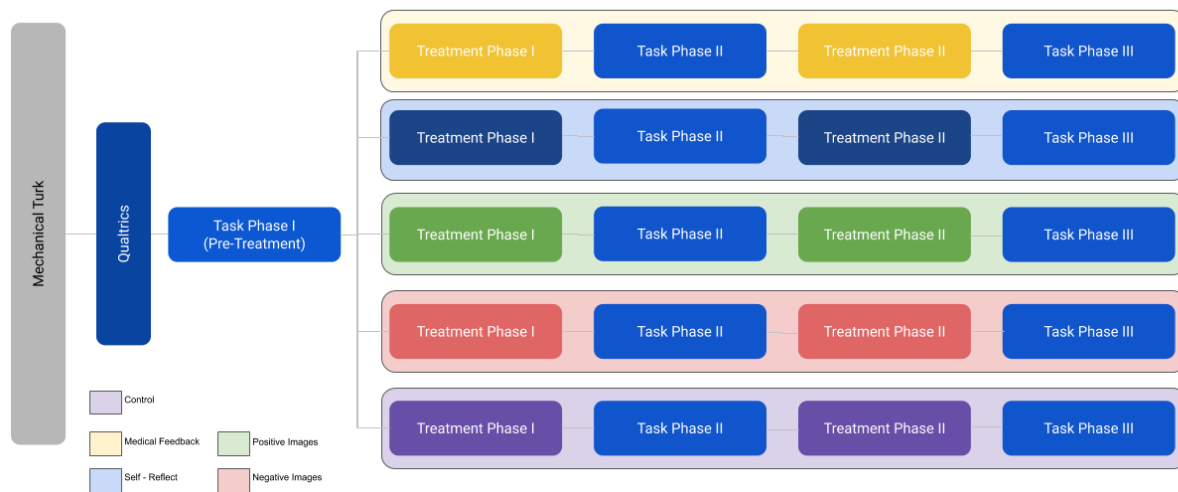 Mechanical Turk
Qualtrics
Task Phase I
(Pre-Treatment)
Treatment Phase I
Task Phase II
Treatment Phase II
Task Phase III
Treatment Phase I
Task Phase II
Treatment Phase II
Task Phase III
Treatment Phase I
Task Phase II
Treatment Phase II
Task Phase III
Treatment Phase I
Task Phase II
Treatment Phase II
Task Phase III
Treatment Phase I
Task Phase II
Treatment Phase II
Task Phase III
Control
Medical Feedback
Positive Images
Self - Reflect
Negative Images